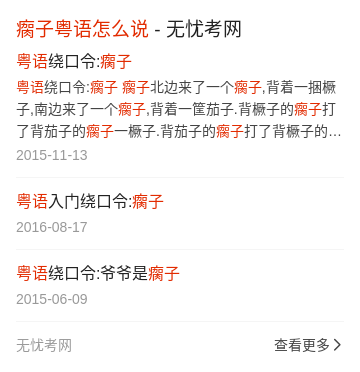 瘸子粤语怎么说 - 无忧考网
粤语绕口令:瘸子
粤语绕口令:瘸子 瘸子北边来了一个瘸子,背着一捆橛
子,南边来了一个瘸子,背着一筐茄子.背橛子的瘸子打
了背茄子的瘸子一橛子.背茄子的瘸子打了背橛子的...
2015-11-13
粤语入门绕口令:瘸子
2016-08-17
粤语绕口令:爷爷是瘸子
2015-06-09
无忧考网
查看更多